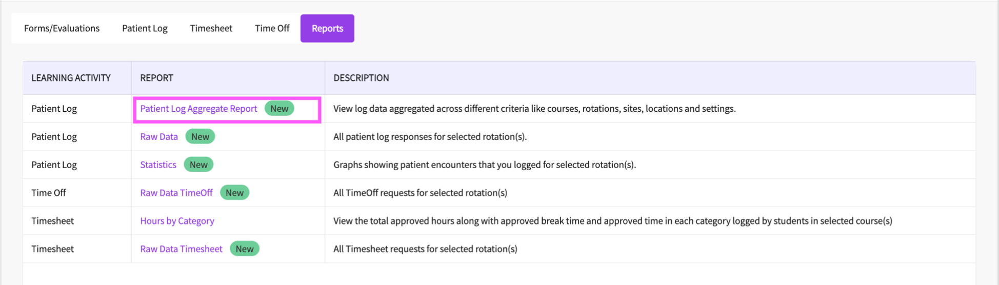 Forms/Evaluations Patient Log Timesheet Time Off Reports
LEARNING ACTIVITY REPORT DESCRIPTION
Patient Log Patient Log Aggregate Report New View log data aggregated across different criteria like courses, rotations, sites, locations and settings.
Patient Log Raw Data New All patient log responses for selected rotation(s).
Patient Log Statistics New Graphs showing patient encounters that you logged for selected rotation(s).
Time Off Raw Data TimeOff New All TimeOff requests for selected rotation(s)
Timesheet Hours by Category View the total approved hours along with approved break time and approved time in each category logged by students in selected course(s)
Timesheet Raw Data Timesheet New All Timesheet requests for selected rotation(s)